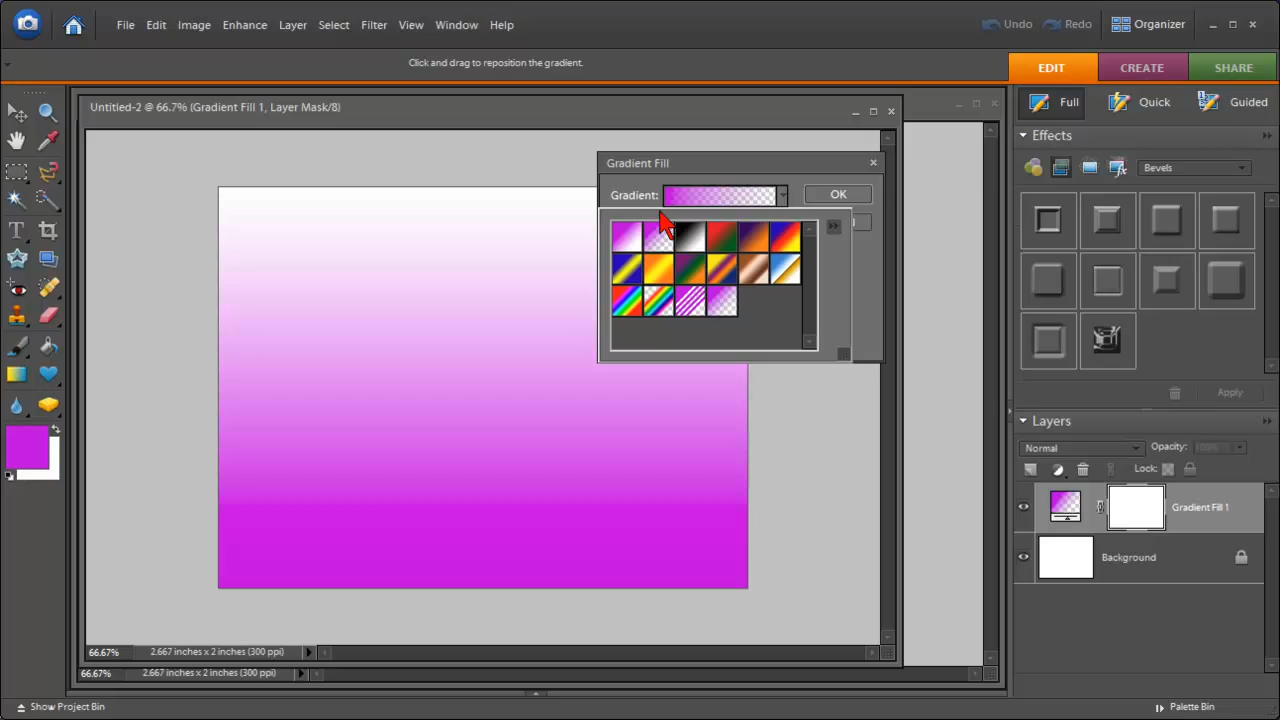 File Edit Image Enhance Layer Select Filter View Window Help Undo Redo Organizer
Click and drag to reposition the gradient.
EDIT CREATE SHARE
Untitled-2 @ 66.7% (Gradient Fill 1, Layer Mask/8)
Full Quick Guided
Effects
Bevels
Gradient Fill
Gradient: OK
Apply
Layers
Normal Opacity: 100%
Lock:
Gradient Fill 1
Background
66.67% 2.667 inches x 2 inches (300 ppi)
66.67% 2.667 inches x 2 inches (300 ppi)
Show Project Bin Palette Bin